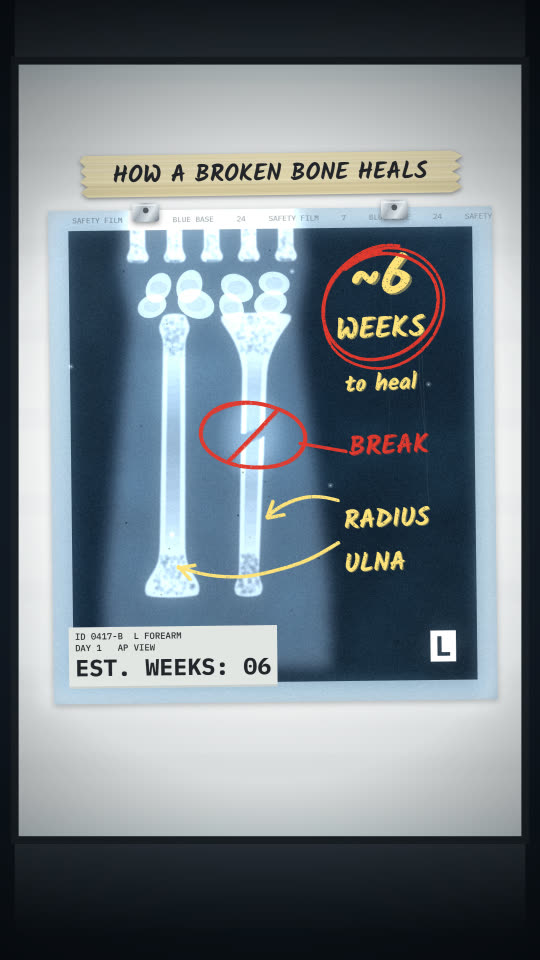 HOW A BROKEN BONE HEALS
SAFETY FILM BLUE BASE 24 SAFETY FILM 7 24 SAFETY
~6
WEEKS
to heal
BREAK
RADIUS
ULNA
L
ID 0417-B L FOREARM
DAY 1 AP VIEW
EST. WEEKS: 06